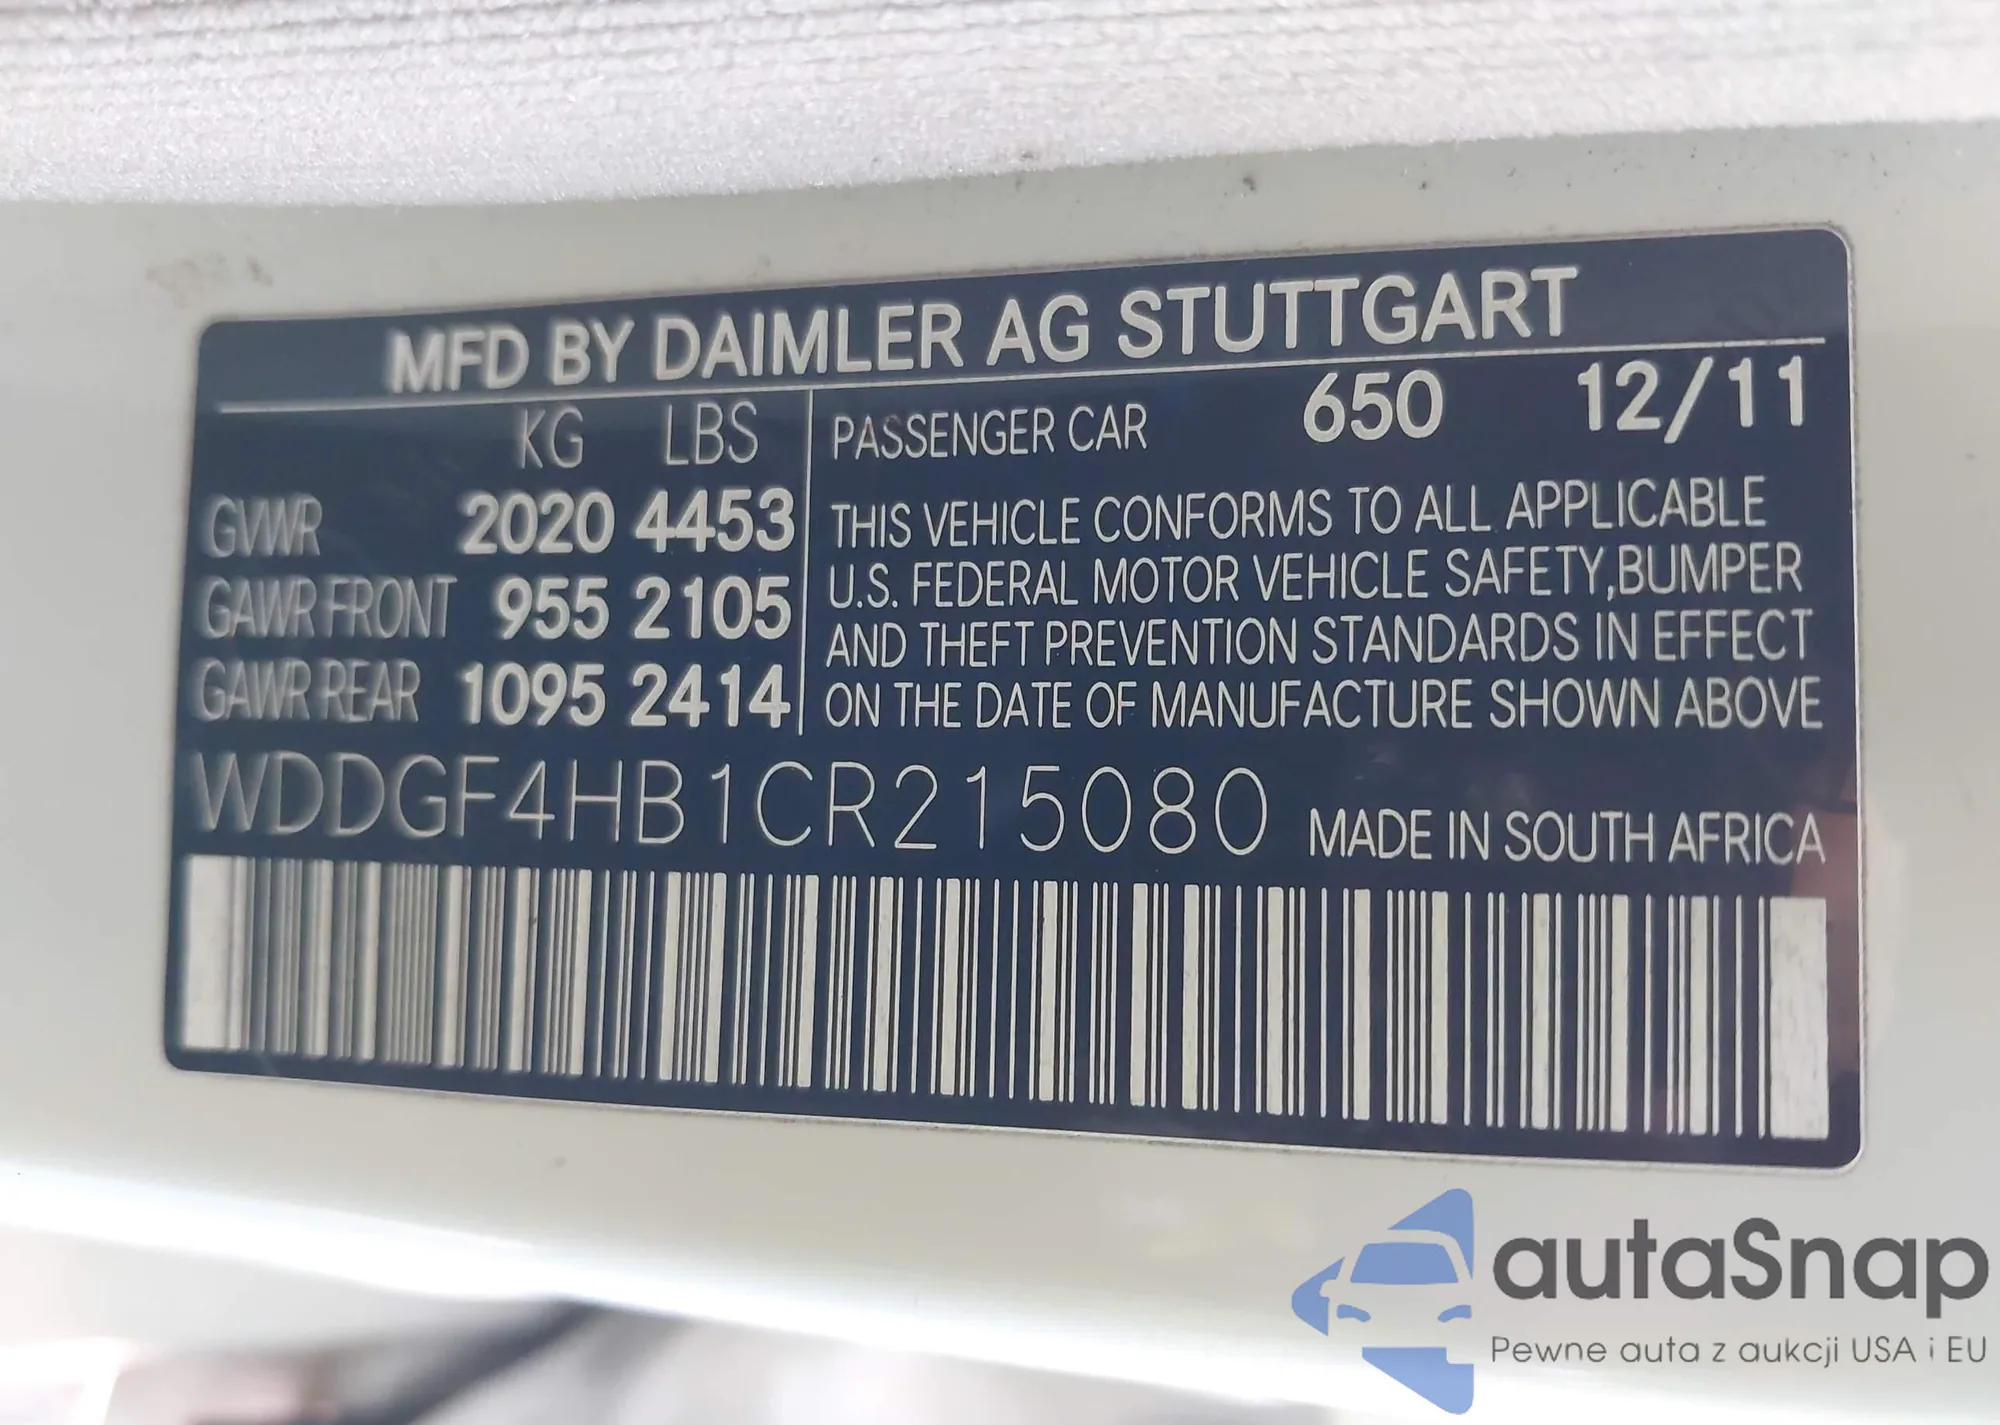 MFD BY DAIMLER AG STUTTGART
KG LBS
GVWR 2020 4453
GAWR FRONT 955 2105
GAWR REAR 1095 2414
PASSENGER CAR 650 12/11
THIS VEHICLE CONFORMS TO ALL APPLICABLE
U.S. FEDERAL MOTOR VEHICLE SAFETY,BUMPER
AND THEFT PREVENTION STANDARDS IN EFFECT
ON THE DATE OF MANUFACTURE SHOWN ABOVE
WDDGF4HB1CR215080 MADE IN SOUTH AFRICA
autaSnap
Pewne auta z aukcji USA i EU